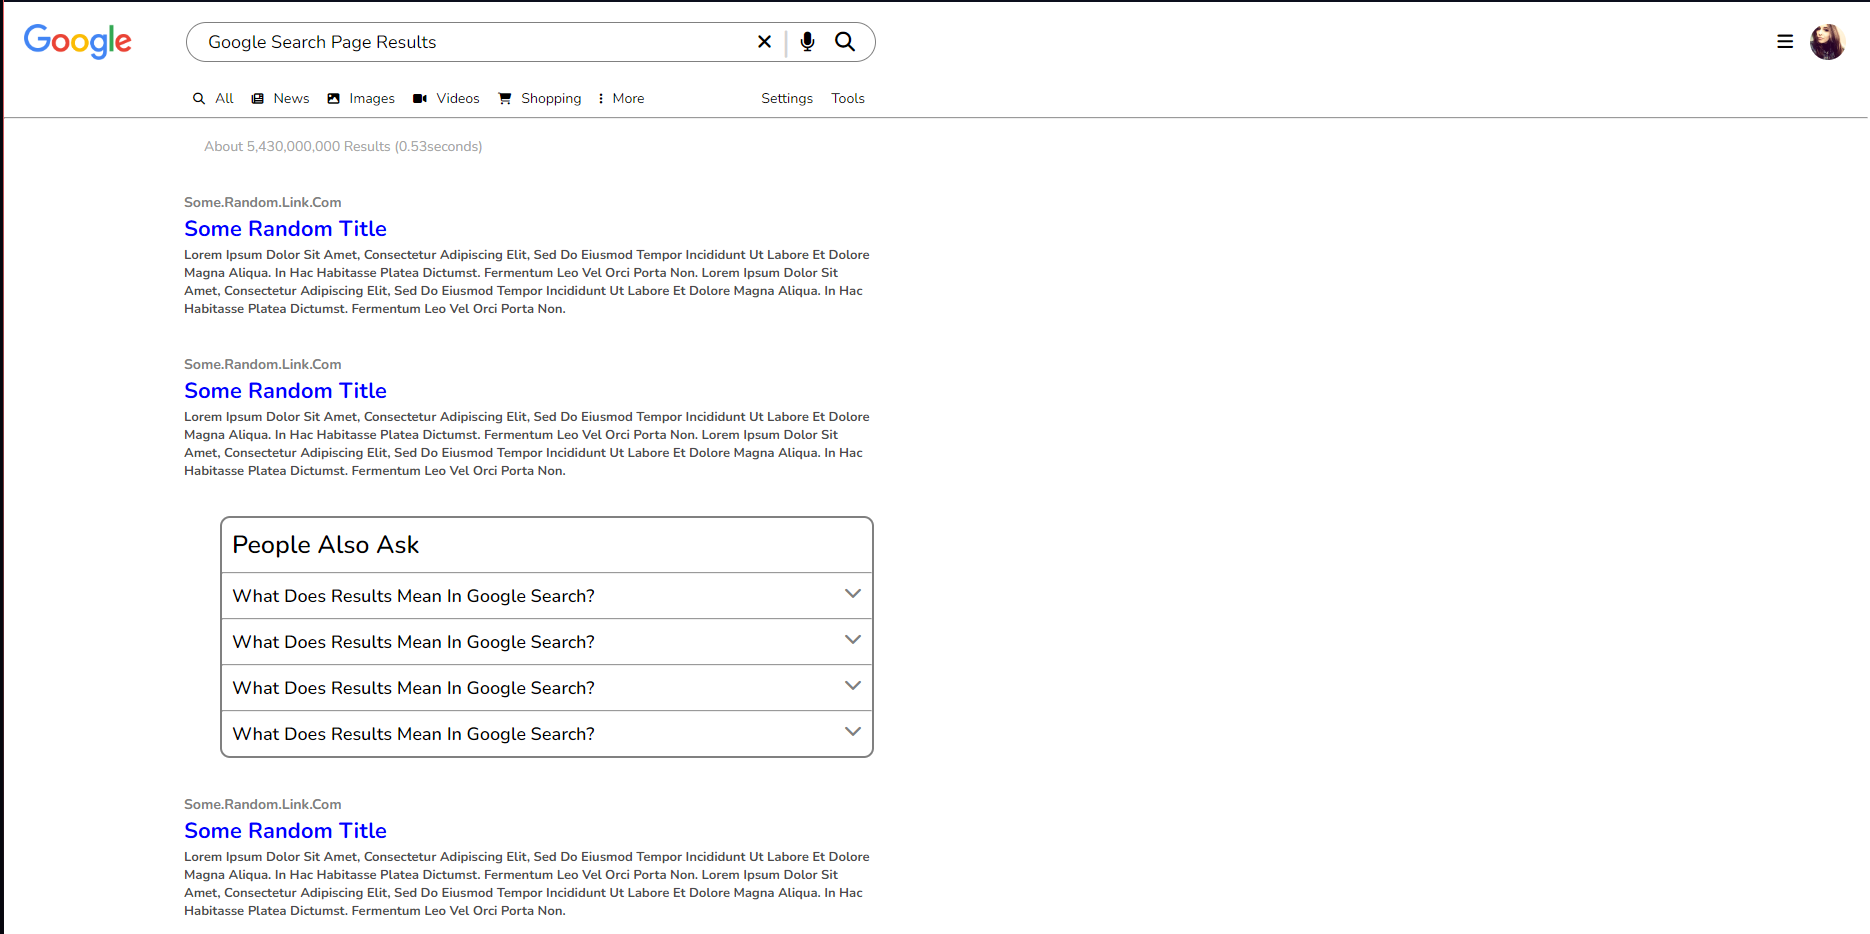 Google
Google Search Page Results
All News Images Videos Shopping More Settings Tools
About 5,430,000,000 Results (0.53seconds)
Some.Random.Link.Com
Some Random Title
Lorem Ipsum Dolor Sit Amet, Consectetur Adipiscing Elit, Sed Do Eiusmod Tempor Incididunt Ut Labore Et Dolore
Magna Aliqua. In Hac Habitasse Platea Dictumst. Fermentum Leo Vel Orci Porta Non. Lorem Ipsum Dolor Sit
Amet, Consectetur Adipiscing Elit, Sed Do Eiusmod Tempor Incididunt Ut Labore Et Dolore Magna Aliqua. In Hac
Habitasse Platea Dictumst. Fermentum Leo Vel Orci Porta Non.
Some.Random.Link.Com
Some Random Title
Lorem Ipsum Dolor Sit Amet, Consectetur Adipiscing Elit, Sed Do Eiusmod Tempor Incididunt Ut Labore Et Dolore
Magna Aliqua. In Hac Habitasse Platea Dictumst. Fermentum Leo Vel Orci Porta Non. Lorem Ipsum Dolor Sit
Amet, Consectetur Adipiscing Elit, Sed Do Eiusmod Tempor Incididunt Ut Labore Et Dolore Magna Aliqua. In Hac
Habitasse Platea Dictumst. Fermentum Leo Vel Orci Porta Non.
People Also Ask
What Does Results Mean In Google Search?
What Does Results Mean In Google Search?
What Does Results Mean In Google Search?
What Does Results Mean In Google Search?
Some.Random.Link.Com
Some Random Title
Lorem Ipsum Dolor Sit Amet, Consectetur Adipiscing Elit, Sed Do Eiusmod Tempor Incididunt Ut Labore Et Dolore
Magna Aliqua. In Hac Habitasse Platea Dictumst. Fermentum Leo Vel Orci Porta Non. Lorem Ipsum Dolor Sit
Amet, Consectetur Adipiscing Elit, Sed Do Eiusmod Tempor Incididunt Ut Labore Et Dolore Magna Aliqua. In Hac
Habitasse Platea Dictumst. Fermentum Leo Vel Orci Porta Non.